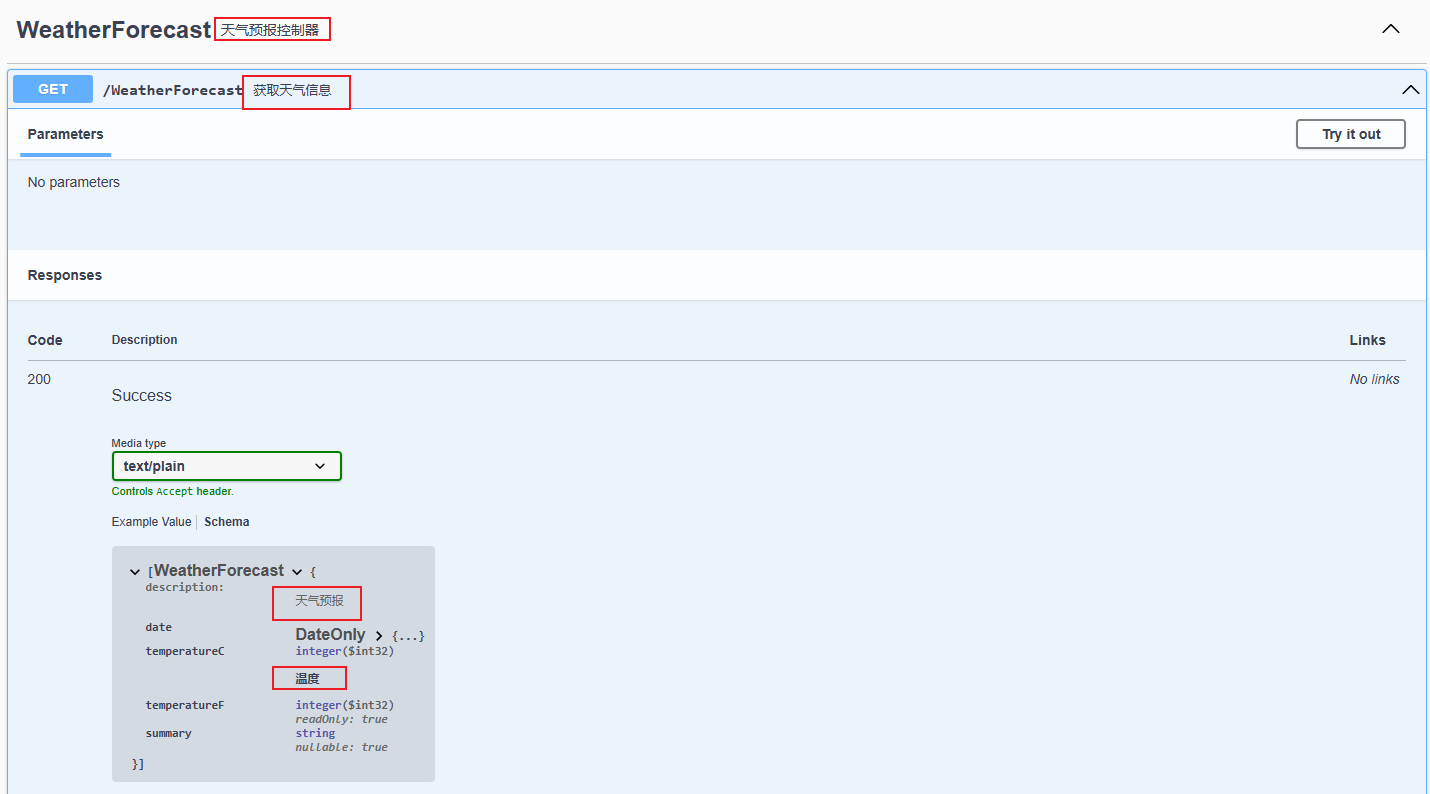 WeatherForecast 天气预报控制器
GET /WeatherForecast 获取天气信息
Parameters Try it out
No parameters
Responses
Code Description Links
200 Success No links
Media type
text/plain
Controls Accept header.
Example Value Schema
[WeatherForecast {
description:
天气预报
date DateOnly {...}
temperatureC integer($int32)
温度
temperatureF integer($int32)
readOnly: true
summary string
nullable: true
}]